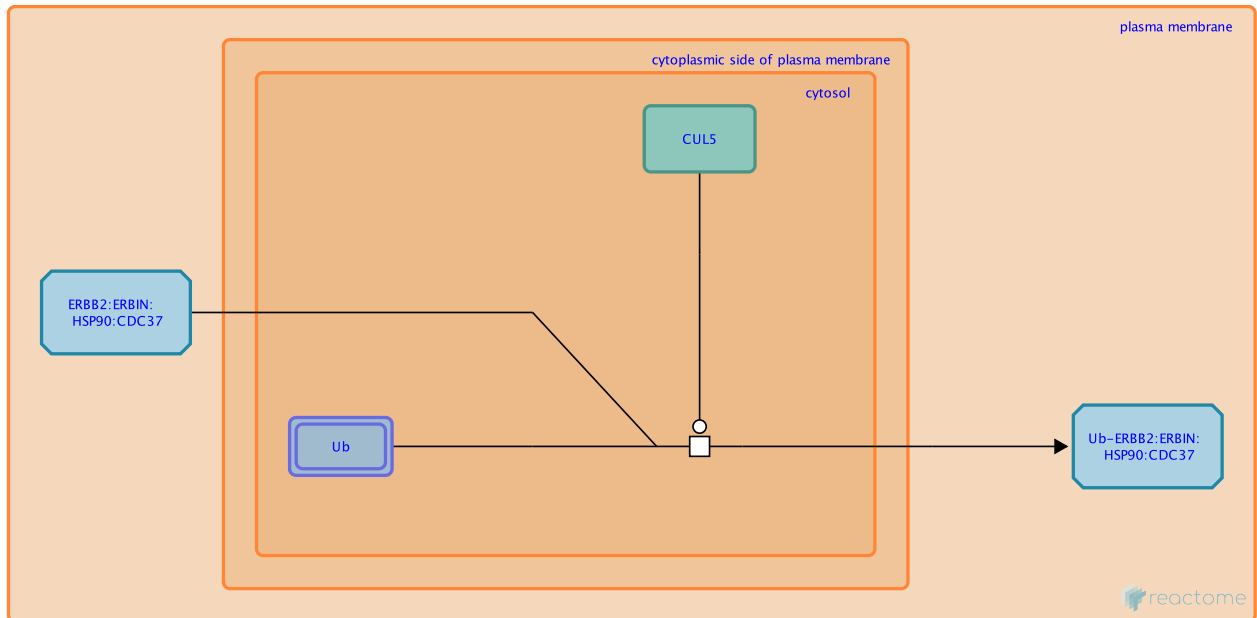 plasma membrane
cytoplasmic side of plasma membrane
cytosol
CUL5
ERBB2:ERBIN:
HSP90:CDC37
Ub
Ub-ERBB2:ERBIN:
HSP90:CDC37
reactome